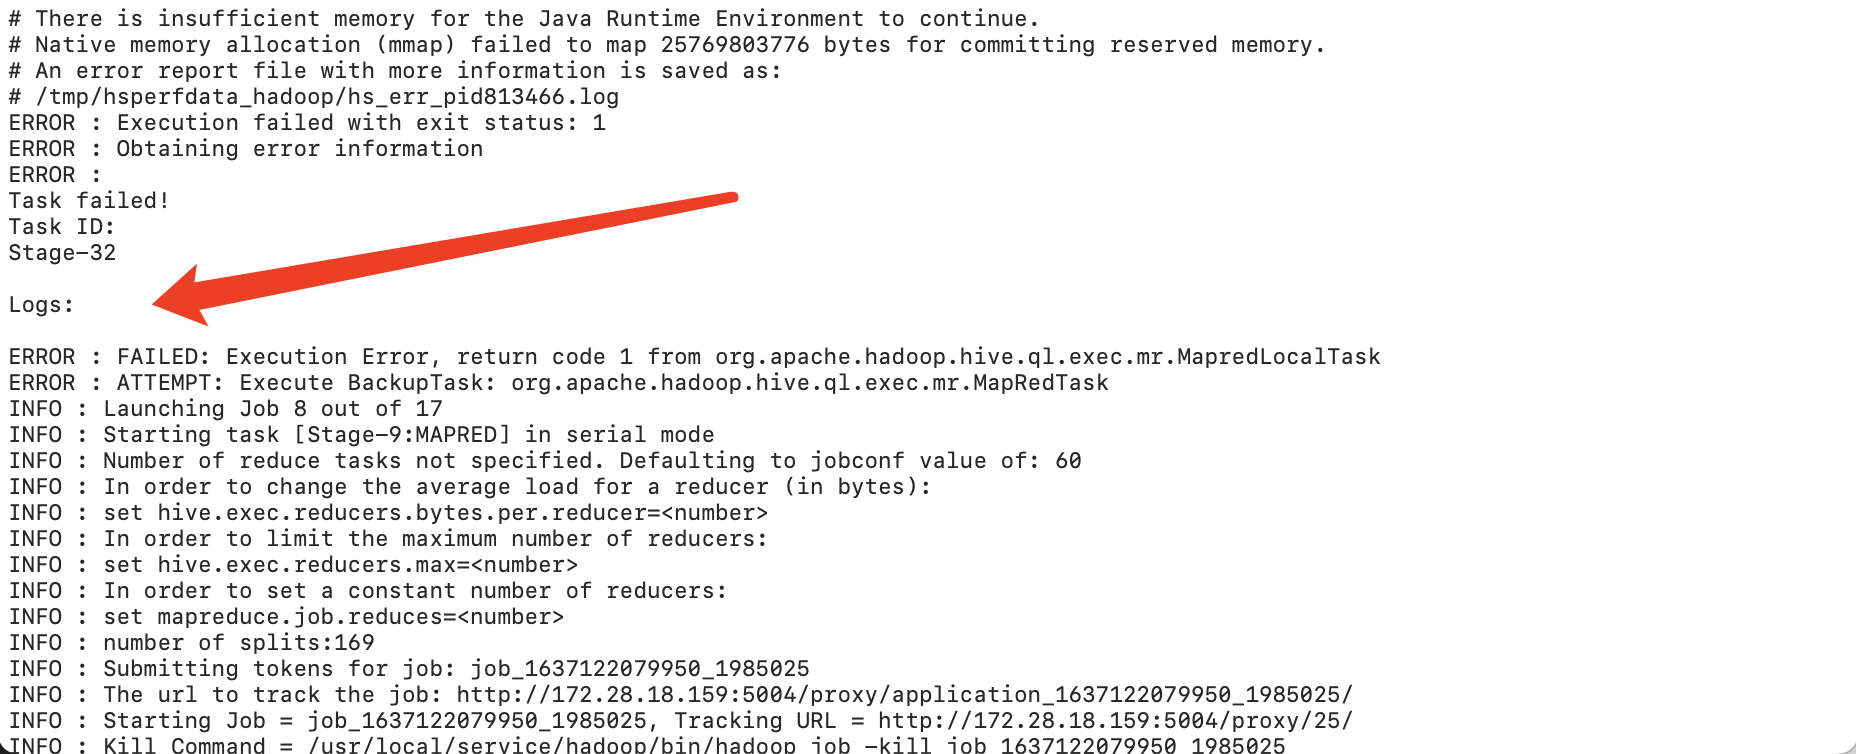 # There is insufficient memory for the Java Runtime Environment to continue.
# Native memory allocation (mmap) failed to map 25769803776 bytes for committing reserved memory.
# An error report file with more information is saved as:
# /tmp/hsperfdata_hadoop/hs_err_pid813466.log
ERROR : Execution failed with exit status: 1
ERROR : Obtaining error information
ERROR :
Task failed!
Task ID:
Stage-32
Logs:
ERROR : FAILED: Execution Error, return code 1 from org.apache.hadoop.hive.ql.exec.mr.MapredLocalTask
ERROR : ATTEMPT: Execute BackupTask: org.apache.hadoop.hive.ql.exec.mr.MapRedTask
INFO : Launching Job 8 out of 17
INFO : Starting task [Stage-9:MAPRED] in serial mode
INFO : Number of reduce tasks not specified. Defaulting to jobconf value of: 60
INFO : In order to change the average load for a reducer (in bytes):
INFO : set hive.exec.reducers.bytes.per.reducer=<number>
INFO : In order to limit the maximum number of reducers:
INFO : set hive.exec.reducers.max=<number>
INFO : In order to set a constant number of reducers:
INFO : set mapreduce.job.reduces=<number>
INFO : number of splits:169
INFO : Submitting tokens for job: job_1637122079950_1985025
INFO : The url to track the job: http://172.28.18.159:5004/proxy/application_1637122079950_1985025/
INFO : Starting Job = job_1637122079950_1985025, Tracking URL = http://172.28.18.159:5004/proxy/25/
INFO : Kill Command = /usr/local/service/hadoop/bin/hadoop job -kill job_1637122079950_1985025